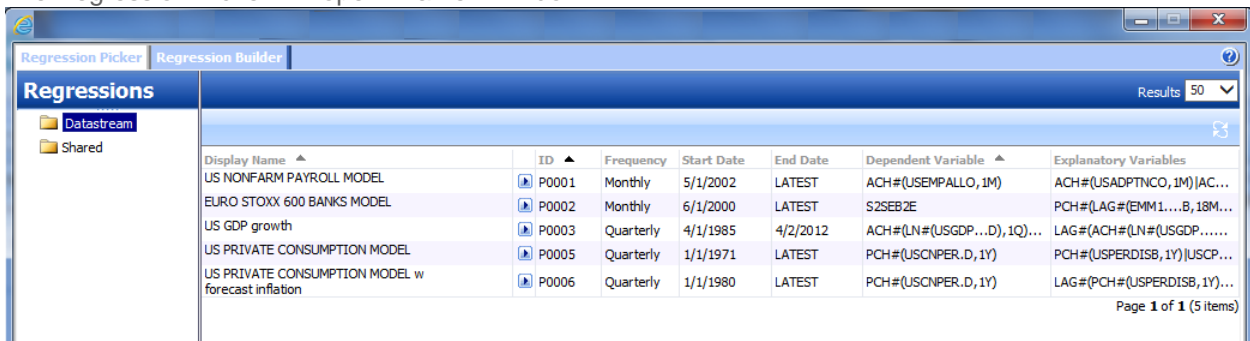 Regression Picker Regression Builder
Regressions
Results 50
Datastream
Shared
Display Name ID Frequency Start Date End Date Dependent Variable Explanatory Variables
US NONFARM PAYROLL MODEL P0001 Monthly 5/1/2002 LATEST ACH#(USEMPALLO,1M) ACH#(USADPTNCO,1M)|AC...
EURO STOXX 600 BANKS MODEL P0002 Monthly 6/1/2000 LATEST S2SEB2E PCH#(LAG#(EMM1....B,18M...
US GDP growth P0003 Quarterly 4/1/1985 4/2/2012 ACH#(LN#(USGDP...D),1Q)... LAG#(ACH#(LN#(USGDP......
US PRIVATE CONSUMPTION MODEL P0005 Quarterly 1/1/1971 LATEST PCH#(USCNPER.D,1Y) PCH#(USPERDISB,1Y)|USCP...
US PRIVATE CONSUMPTION MODEL w
forecast inflation P0006 Quarterly 1/1/1980 LATEST PCH#(USCNPER.D,1Y) LAG#(PCH#(USPERDISB,1Y)...
Page 1 of 1 (5 items)